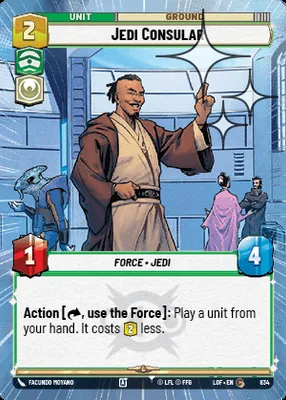 UNIT GROUND
2 JEDI CONSULAR
1 4
FORCE • JEDI
Action [, use the Force]: Play a unit from
your hand. It costs 2 less.
FACUNDO MOYANO © LFL © FFG LOF • EN 834